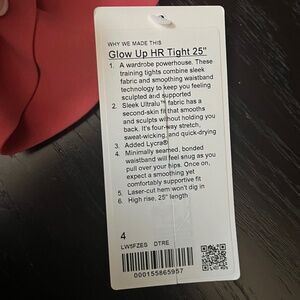 WHY WE MADE THIS
Glow Up HR Tight 25"
1. A wardrobe powerhouse. These
training tights combine sleek
fabric and smoothing waistband
technology to keep you feeling
sculpted and supported
2. Sleek Ultralu™ fabric has a
second-skin fit that smooths
and sculpts without holding you
back. It's four-way stretch,
sweat-wicking, and quick-drying
3. Added Lycra®
4. Minimally seamed, bonded
waistband will feel snug as you
pull over your hips. Once on,
expect a smoothing yet
comfortably supportive fit
5. Laser-cut hem won't dig in
6. High rise, 25" length
4
LW5FZES DTRE
000155865957